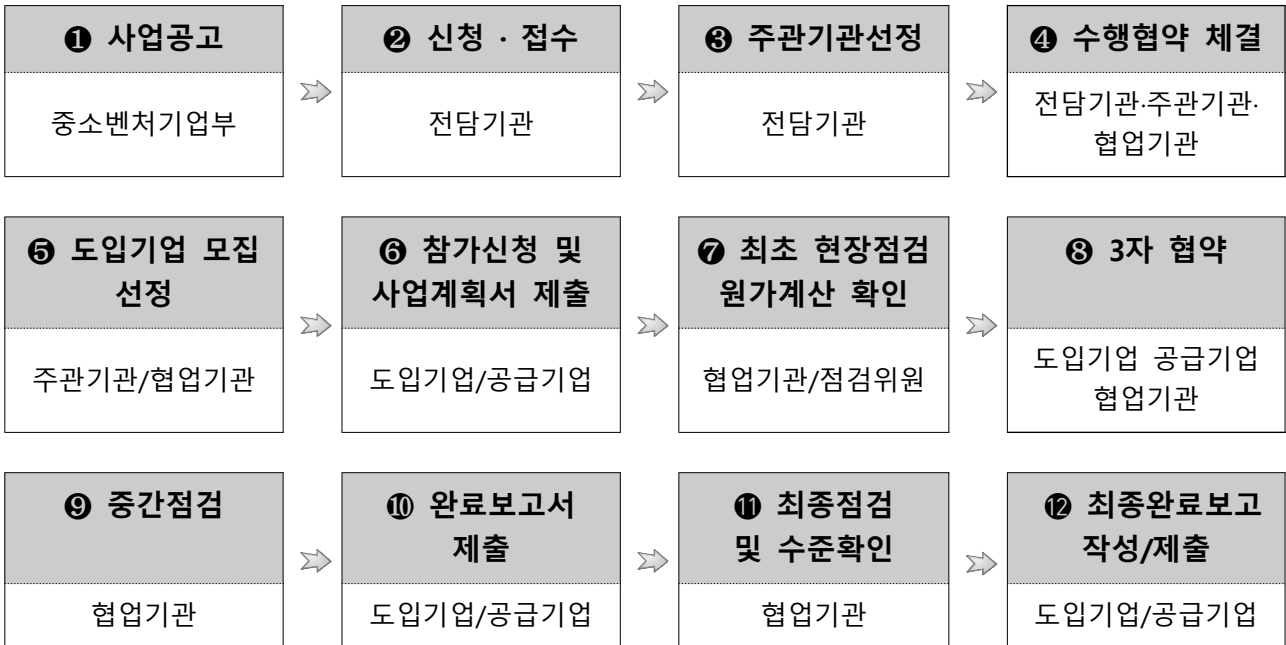 ❶ 사업공고
중소벤처기업부
❷ 신청 · 접수
전담기관
❸ 주관기관선정
전담기관
❹ 수행협약 체결
전담기관·주관기관·
협업기관
❺ 도입기업 모집
선정
주관기관/협업기관
❻ 참가신청 및
사업계획서 제출
도입기업/공급기업
❼ 최초 현장점검
원가계산 확인
협업기관/점검위원
❽ 3자 협약
도입기업 공급기업
협업기관
❾ 중간점검
협업기관
❿ 완료보고서
제출
도입기업/공급기업
⓫ 최종점검
및 수준확인
협업기관
⓬ 최종완료보고
작성/제출
도입기업/공급기업